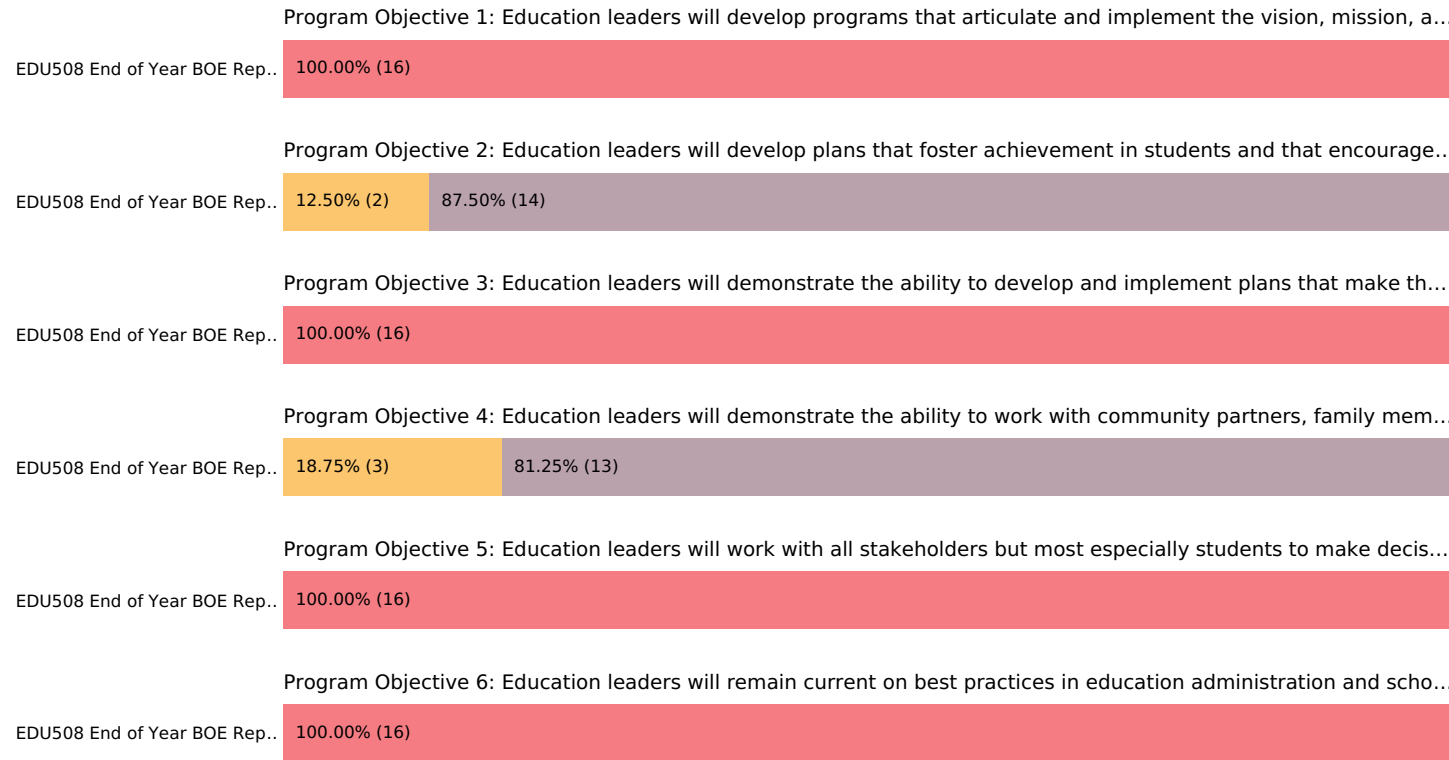 Program Objective 1: Education leaders will develop programs that articulate and implement the vision, mission, a...
EDU508 End of Year BOE Rep.. 100.00% (16)
Program Objective 2: Education leaders will develop plans that foster achievement in students and that encourage..
EDU508 End of Year BOE Rep.. 12.50% (2) 87.50% (14)
Program Objective 3: Education leaders will demonstrate the ability to develop and implement plans that make th...
EDU508 End of Year BOE Rep.. 100.00% (16)
Program Objective 4: Education leaders will demonstrate the ability to work with community partners, family mem...
EDU508 End of Year BOE Rep.. 18.75% (3) 81.25% (13)
Program Objective 5: Education leaders will work with all stakeholders but most especially students to make decis...
EDU508 End of Year BOE Rep.. 100.00% (16)
Program Objective 6: Education leaders will remain current on best practices in education administration and scho...
EDU508 End of Year BOE Rep.. 100.00% (16)